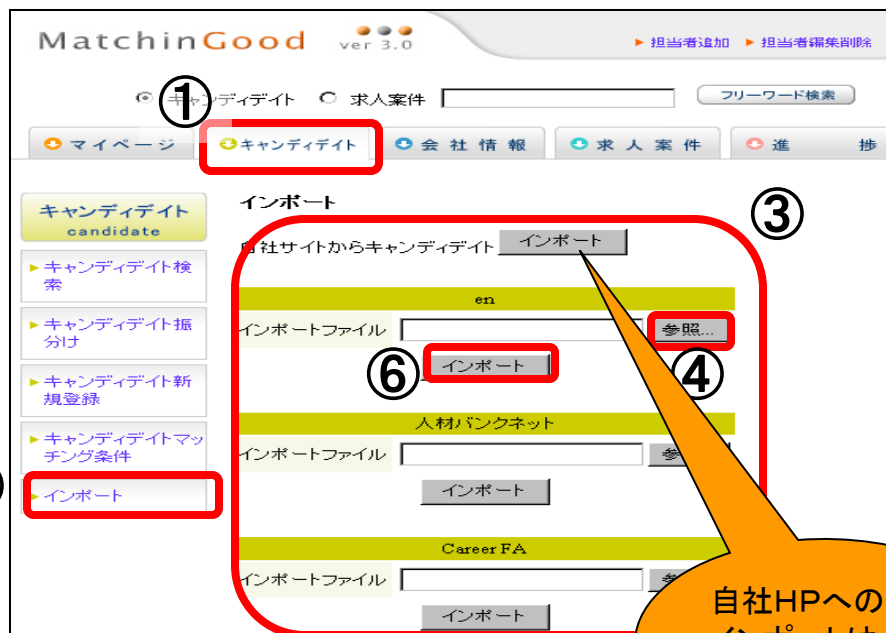 MatchinGood ver 3.0
担当者追加 担当者編集削除
キャンディデイト 求人案件 フリーワード検索
①
マイページ キャンディデイト 会社情報 求人案件 進捗
キャンディデイト
candidate
キャンディデイト検
索
キャンディデイト振
分け
キャンディデイト新
規登録
キャンディデイトマッ
チング条件
インポート
インポート
③
自社サイトからキャンディデイト インポート
en
インポートファイル 参照...
④
⑥ インポート
人材バンクネット
インポートファイル
インポート
Career FA
インポートファイル
インポート
自社HPへの
インポートは